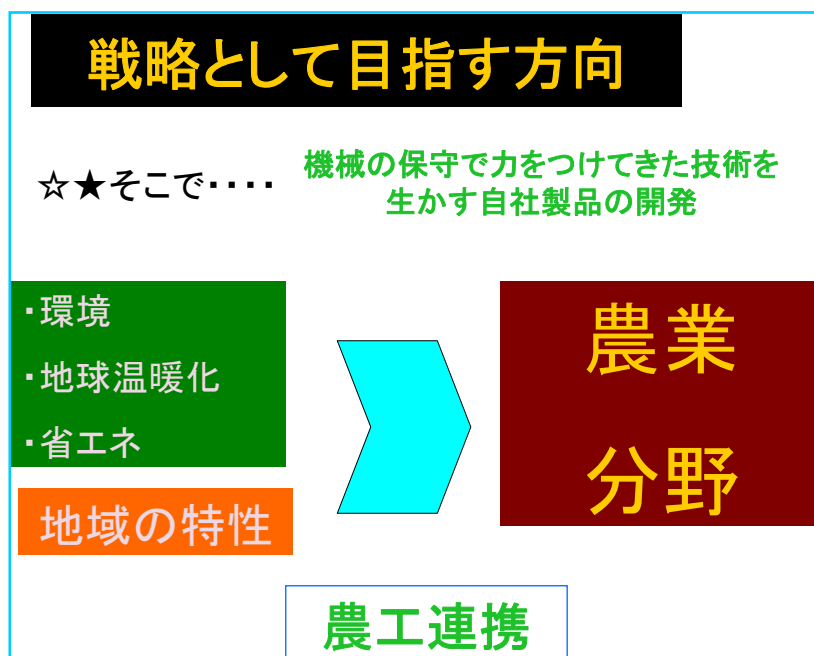 戦略として目指す方向
☆★そこで････
機械の保守で力をつけてきた技術を
生かす自社製品の開発
・環境
・地球温暖化
・省エネ
地域の特性
農業
分野
農工連携